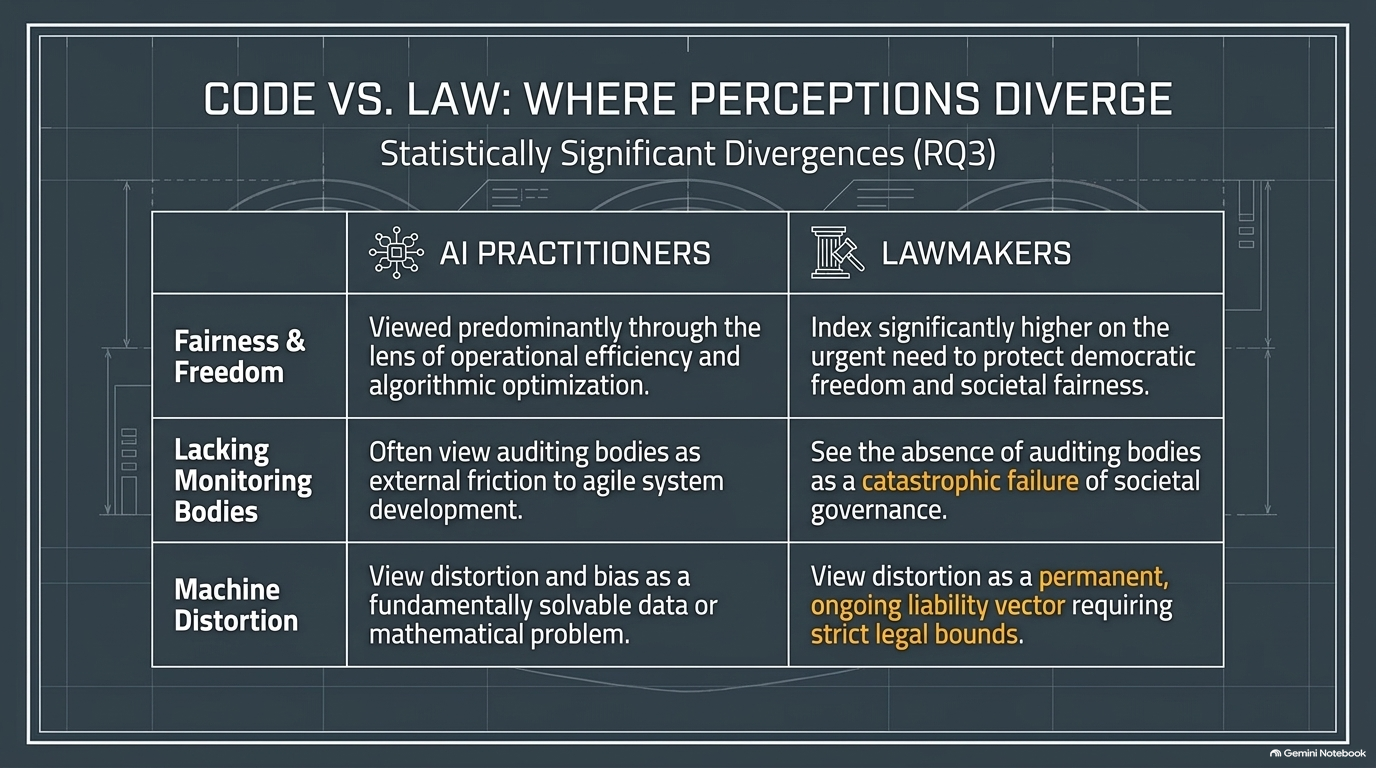 CODE VS. LAW: WHERE PERCEPTIONS DIVERGE
Statistically Significant Divergences (RQ3)
AI PRACTITIONERS
LAWMAKERS
Fairness &
Freedom
Viewed predominantly through the
lens of operational efficiency and
algorithmic optimization.
Index significantly higher on the
urgent need to protect democratic
freedom and societal fairness.
Lacking
Monitoring
Bodies
Often view auditing bodies as
external friction to agile system
development.
See the absence of auditing bodies
as a catastrophic failure of societal
governance.
Machine
Distortion
View distortion and bias as a
fundamentally solvable data or
mathematical problem.
View distortion as a permanent,
ongoing liability vector requiring
strict legal bounds.
Gemini Notebook